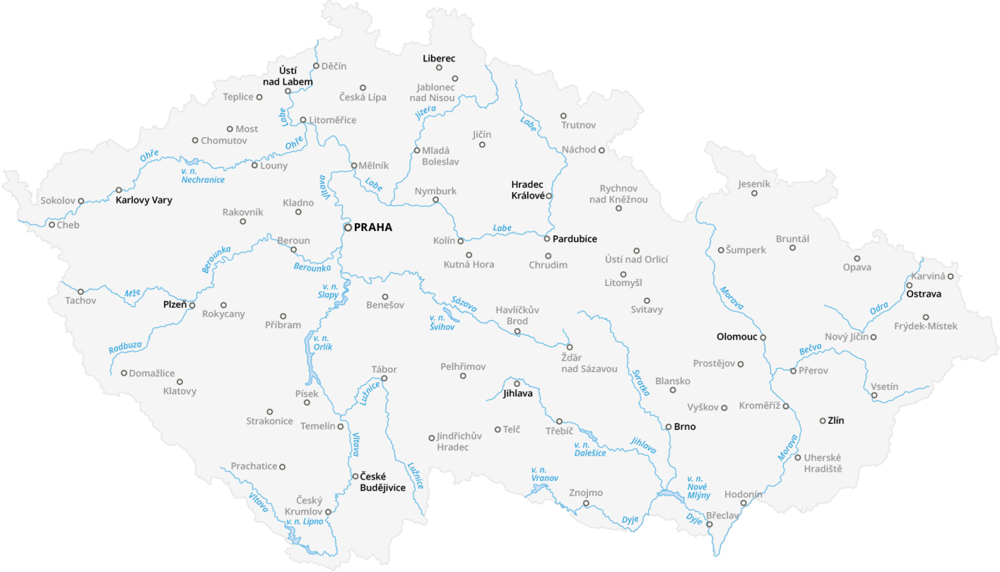 Děčín
Liberec
Ústí
nad Labem
Jablonec
nad Nisou
Teplice
Česká Lípa
Labe
Litoměřice
Jizera
Labe
Trutnov
Most
Chomutov
Jičín
Ohře
Ohře
Náchod
Mladá
Boleslav
Louny
v. n.
Nechranice
Mělník
Labe
Vltava
Hradec
Králové
Rychnov
nad Kněžnou
Jeseník
Sokolov
Karlovy Vary
Kladno
Nymburk
Rakovník
Cheb
PRAHA
Labe
Pardubice
Kolín
Beroun
Bruntál
Šumperk
Berounka
Berounka
Kutná Hora
Chrudim
Ústí nad Orlicí
Opava
Karviná
Litomyšl
Ostrava
Mže
Tachov
v. n.
Slapy
Plzeň
Benešov
Sázava
Svitavy
Morava
Odra
Rokycany
Havlíčkův
Brod
v. n.
Švihov
Příbram
Frýdek-Místek
Olomouc
Nový Jičín
v. n.
Orlík
Radbuza
Bečva
Žďár
nad Sázavou
Prostějov
Pelhřimov
Tábor
Přerov
Domažlice
Klatovy
Svratka
Blansko
Lužnice
Jihlava
Vsetín
Písek
Vyškov
Kroměříž
Strakonice
Temelín
Zlín
Telč
Třebíč
Brno
Jindřichův
Hradec
Vltava
v. n.
Dalešice
Jihlava
Morava
Uherské
Hradiště
Prachatice
Lužnice
v. n.
Vranov
České
Budějovice
v. n.
Nové
Mlýny
Znojmo
Hodonín
Vltava
Český
Krumlov
v. n. Lipno
Dyje
Dyje
Břeclav